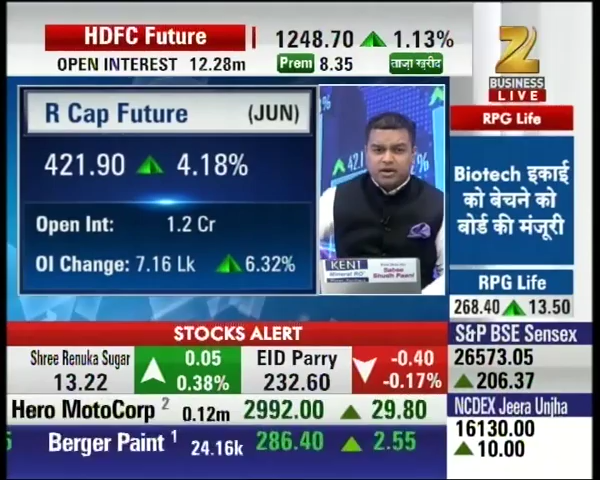 HDFC Future
1248.70 1.13%
OPEN INTEREST 12.28m
Prem 8.35
ताज़ा ख़रीद
Z
BUSINESS
LIVE
R Cap Future (JUN)
421.90 4.18%
Open Int: 1.2 Cr
OI Change: 7.16 Lk 6.32%
KENT
Mineral RO
Sabse Shudh Paani
RPG Life
Biotech इकाई
को बेचने को
बोर्ड की मंजूरी
RPG Life
268.40 13.50
STOCKS ALERT
Shree Renuka Sugar
13.22
0.05
0.38%
EID Parry
232.60
-0.40
-0.17%
S&P BSE Sensex
26573.05
206.37
Hero MotoCorp 2 0.12m 2992.00 29.80
NCDEX Jeera Unjha
16130.00
10.00
Berger Paint 1 24.16k 286.40 2.55